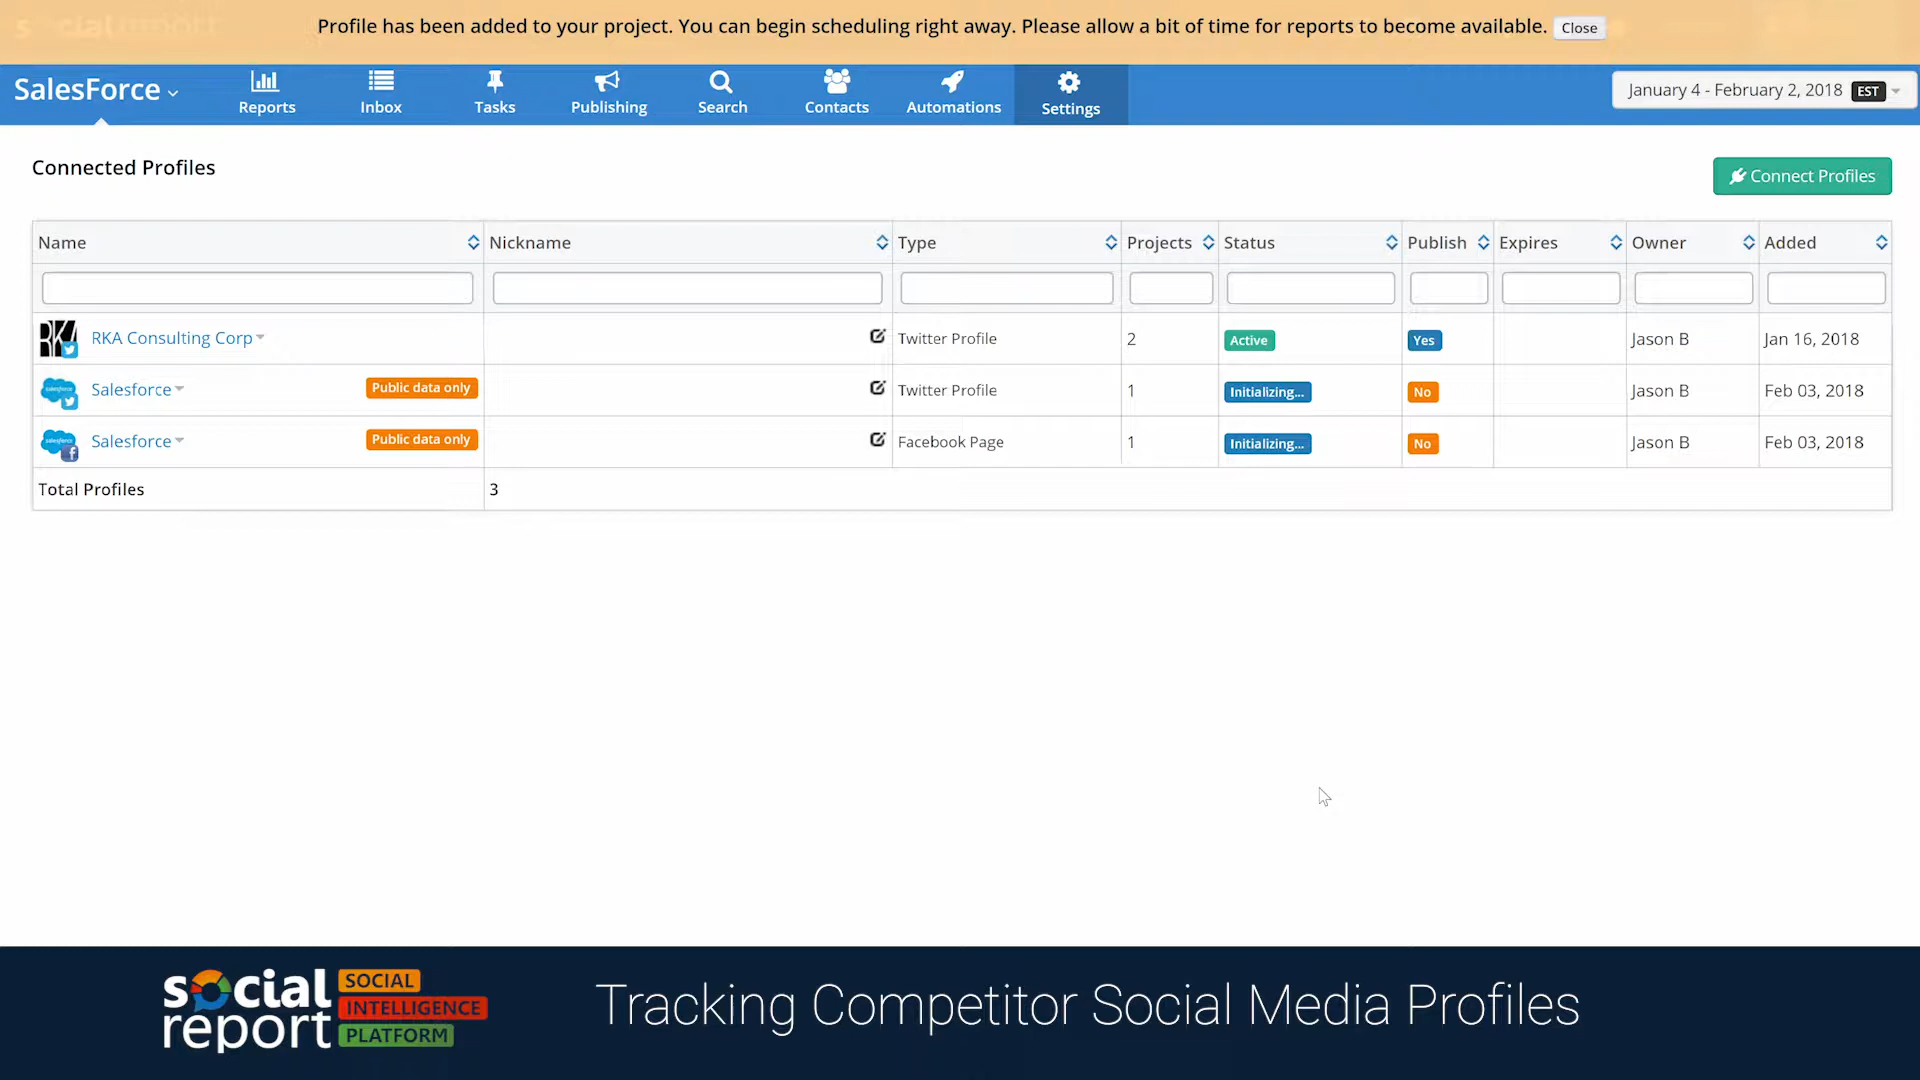 Profile has been added to your project. You can begin scheduling right away. Please allow a bit of time for reports to become available. Close
SalesForce
Reports
Inbox
Tasks
Publishing
Search
Contacts
Automations
Settings
January 4 - February 2, 2018 EST
Connected Profiles
Connect Profiles
Name Nickname Type Projects Status Publish Expires Owner Added
RKA Consulting Corp Twitter Profile 2 Active Yes Jason B Jan 16, 2018
Salesforce Public data only Twitter Profile 1 Initializing... No Jason B Feb 03, 2018
Salesforce Public data only Facebook Page 1 Initializing... No Jason B Feb 03, 2018
Total Profiles 3
social report
SOCIAL
INTELLIGENCE
PLATFORM
Tracking Competitor Social Media Profiles